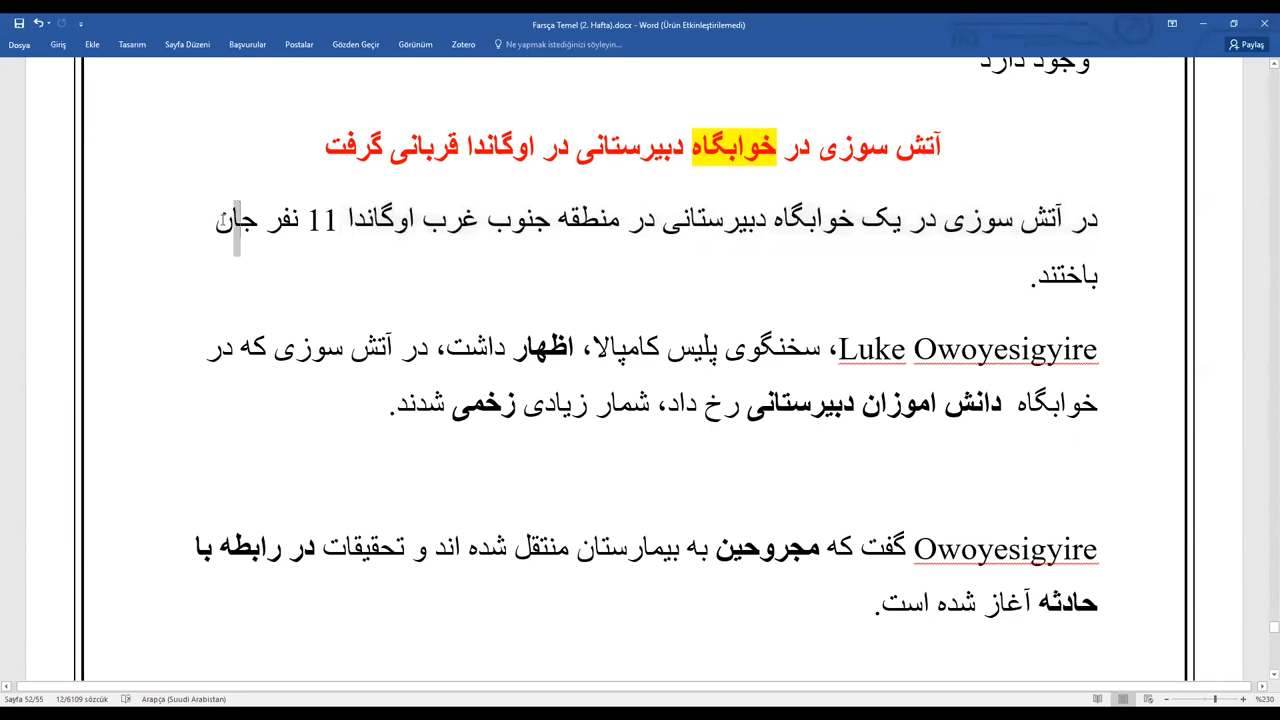 Farsça Temel (2. Hafta).docx - Word (Ürün Etkinleştirilemedi)
Dosya Giriş Ekle Tasarım Sayfa Düzeni Başvurular Postalar Gözden Geçir Görünüm Zotero Ne yapmak istediğinizi söyleyin... Paylaş
وجود دارد
آتش سوزی در خوابگاه دبیرستانی در اوگاندا قربانی گرفت
در آتش سوزی در یک خوابگاه دبیرستانی در منطقه جنوب غرب اوگاندا 11 نفر جان
باختند.
Luke Owoyesigyire، سخنگوی پلیس کامپالا، اظهار داشت، در آتش سوزی که در
خوابگاه دانش اموزان دبیرستانی رخ داد، شمار زیادی زخمی شدند.
Owoyesigyire گفت که مجروحین به بیمارستان منتقل شده اند و تحقیقات در رابطه با
حادثه آغاز شده است.
Sayfa 52/55 12/6109 sözcük Arapça (Suudi Arabistan) %230